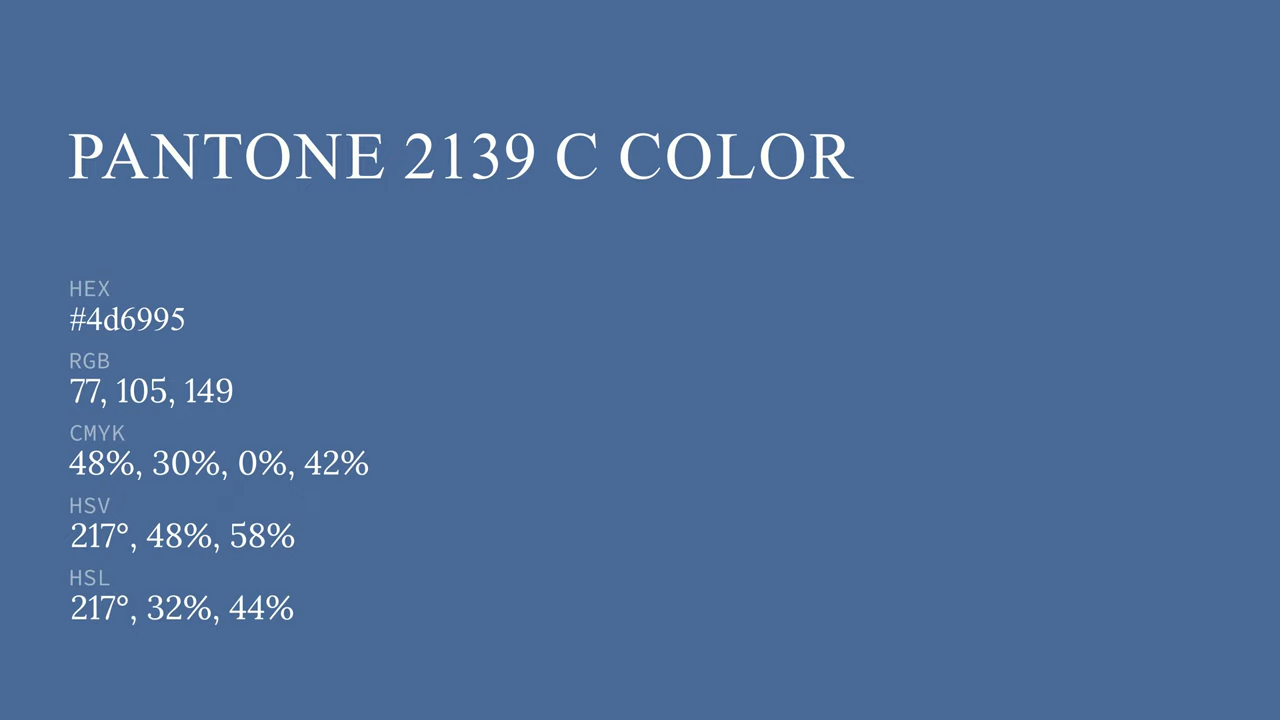 PANTONE 2139 C COLOR
HEX
#4d6995
RGB
77, 105, 149
CMYK
48%, 30%, 0%, 42%
HSV
217°, 48%, 58%
HSL
217°, 32%, 44%